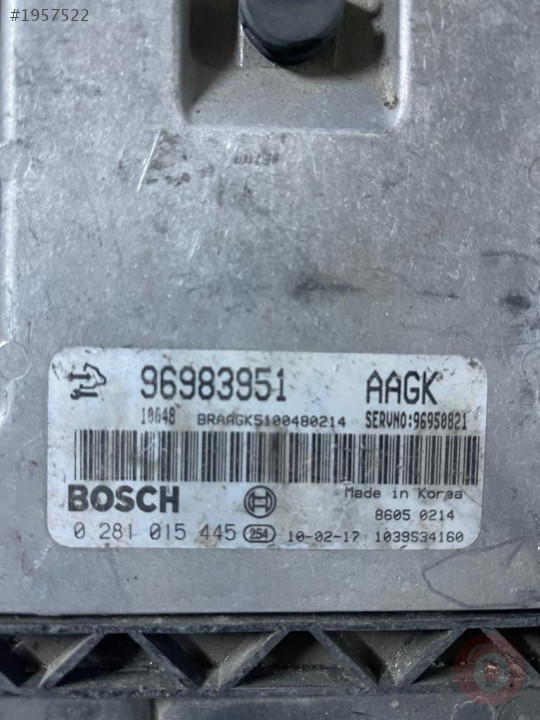 #1957522
96983951 AAGK
10048 BRAAGK5100480214 SERVNO:96950821
BOSCH
Made in Korea
8605 0214
0 281 015 445 254 10-02-17 1039S34160